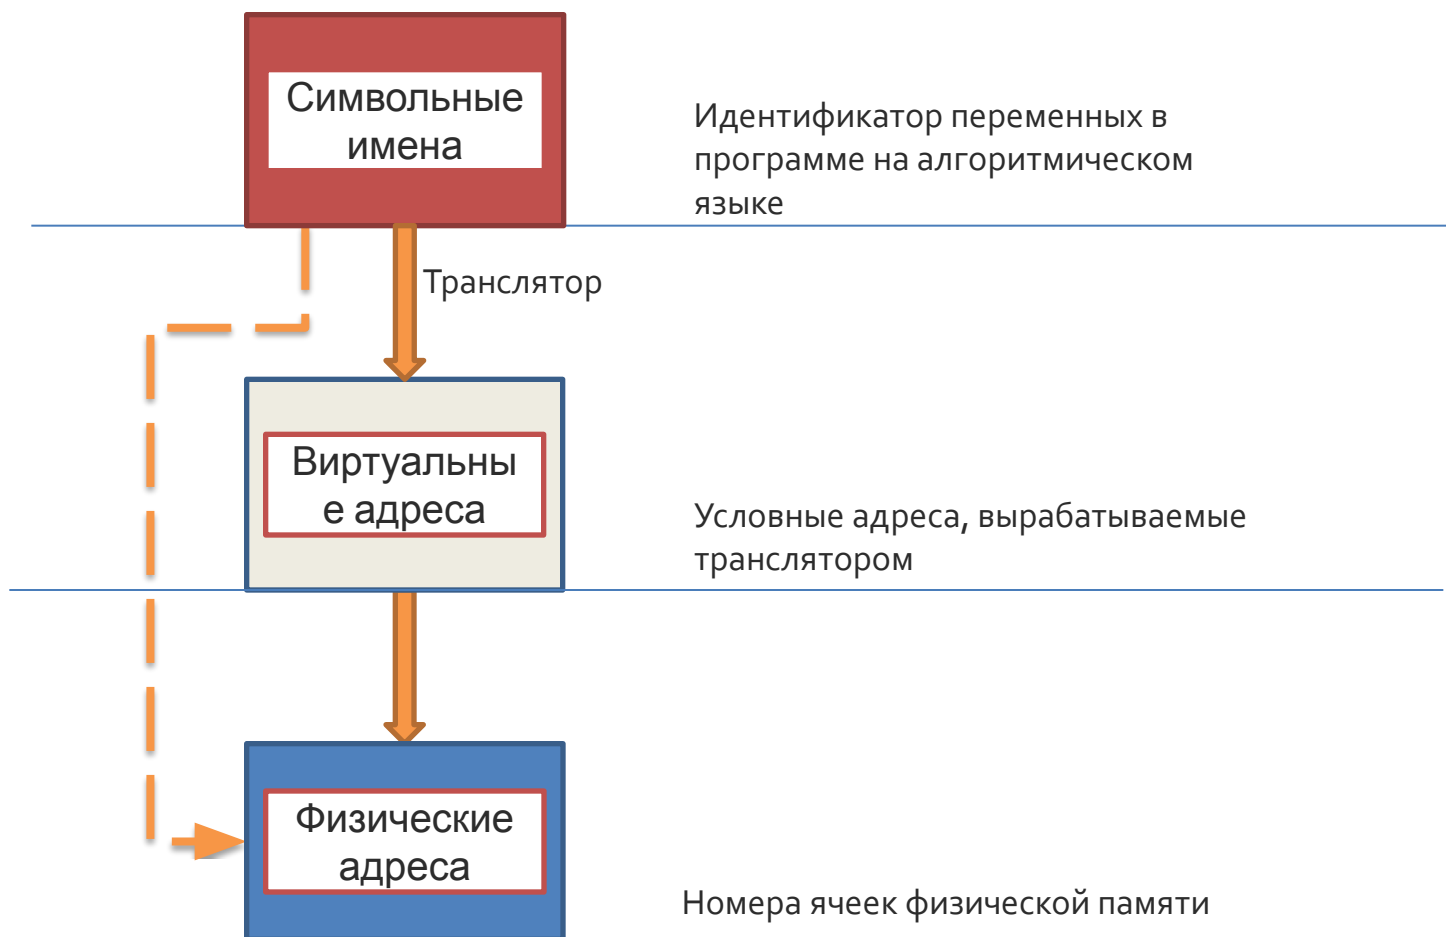 Символьные
имена
Идентификатор переменных в
программе на алгоритмическом
языке
Транслятор
Виртуальны
е адреса
Условные адреса, вырабатываемые
транслятором
Физические
адреса
Номера ячеек физической памяти